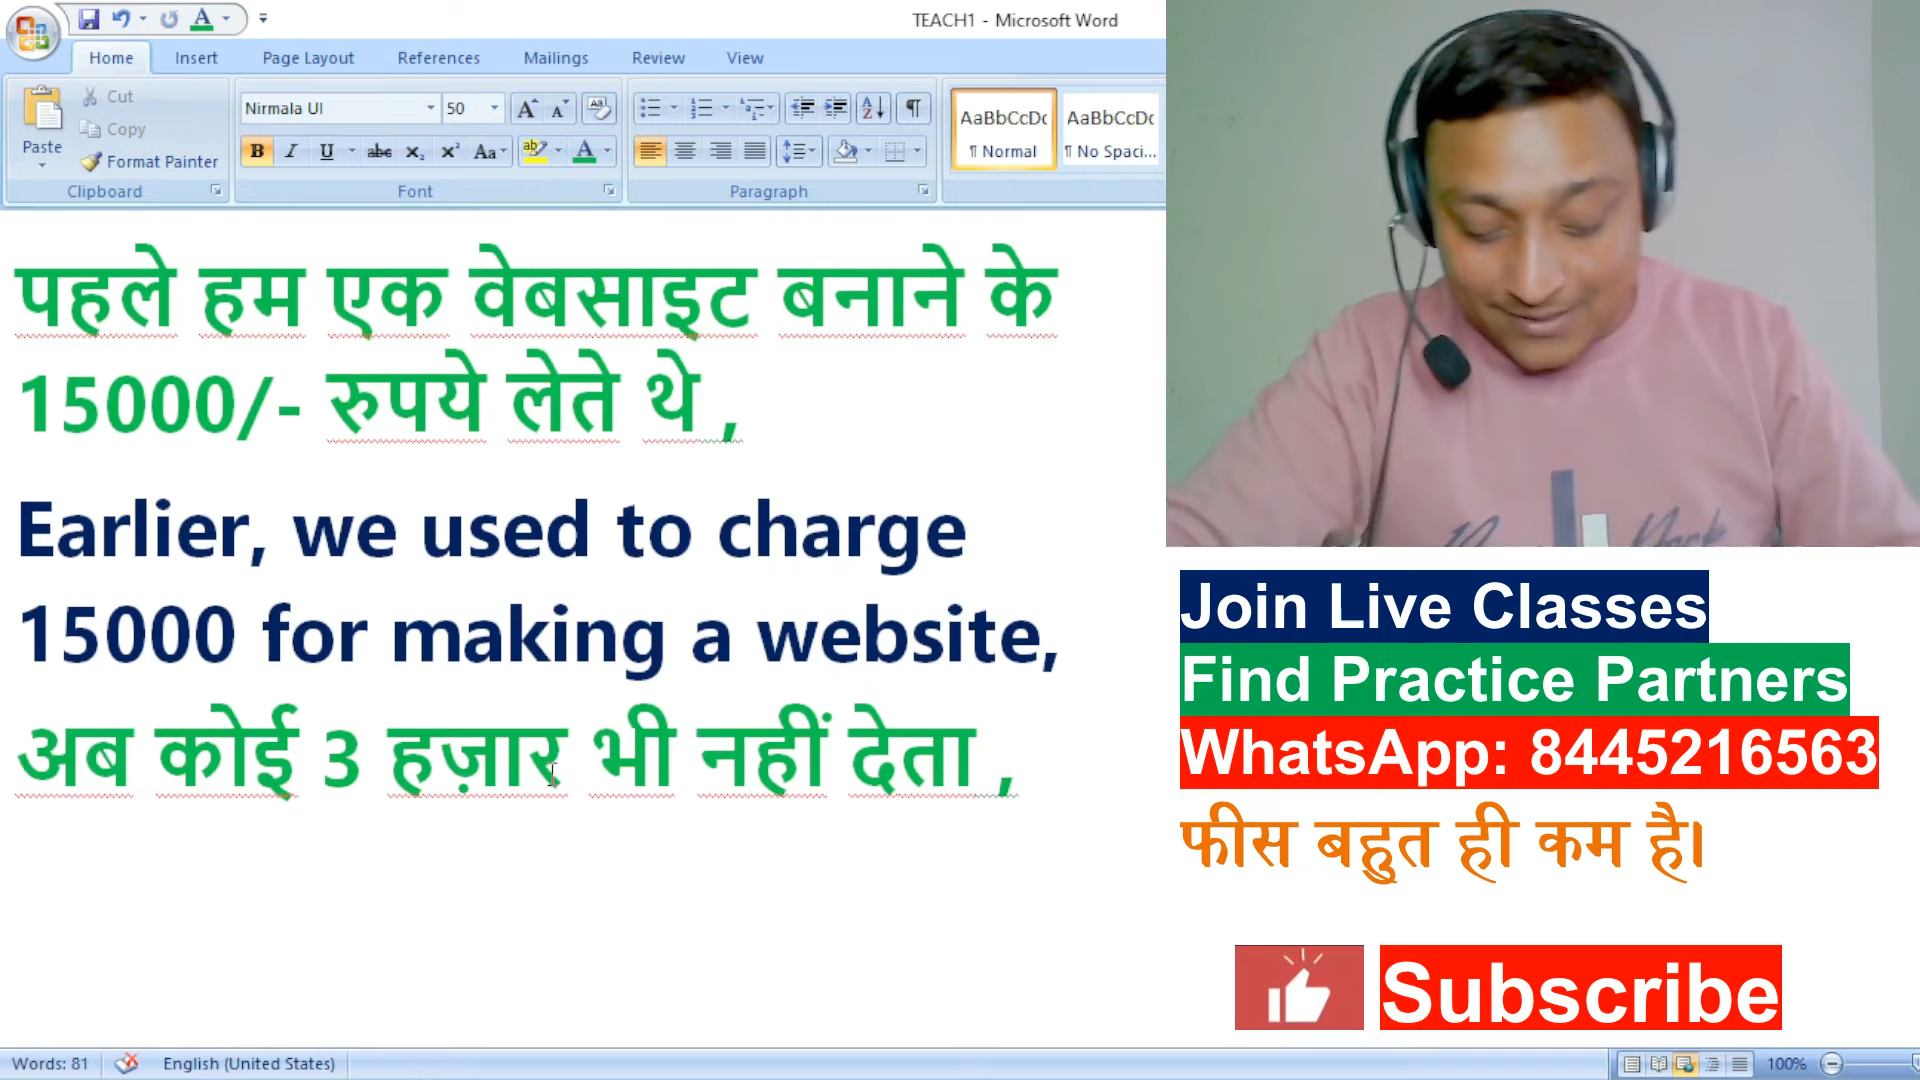 TEACH1 - Microsoft Word
Home Insert Page Layout References Mailings Review View
Cut
Copy
Paste
Format Painter
Clipboard
Nirmala UI 50
Font
Paragraph
AaBbCcDc AaBbCcDc
¶ Normal ¶ No Spaci...
पहले हम एक वेबसाइट बनाने के
15000/- रुपये लेते थे ,
Earlier, we used to charge
15000 for making a website,
अब कोई 3 हज़ार भी नहीं देता ,
Join Live Classes
Find Practice Partners
WhatsApp: 8445216563
फीस बहुत ही कम है।
Subscribe
Words: 81 English (United States) 100%